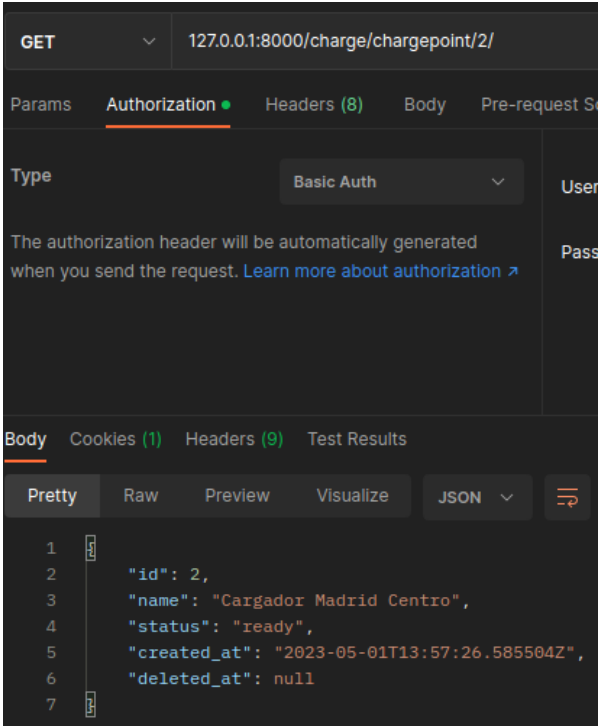 GET 127.0.0.1:8000/charge/chargepoint/2/
Params Authorization Headers (8) Body Pre-request Sc
Type Basic Auth User
The authorization header will be automatically generated
when you send the request. Learn more about authorization ↗
Pass
Body Cookies (1) Headers (9) Test Results
Pretty Raw Preview Visualize JSON
1 {
2 "id": 2,
3 "name": "Cargador Madrid Centro",
4 "status": "ready",
5 "created_at": "2023-05-01T13:57:26.585504Z",
6 "deleted_at": null
7 }